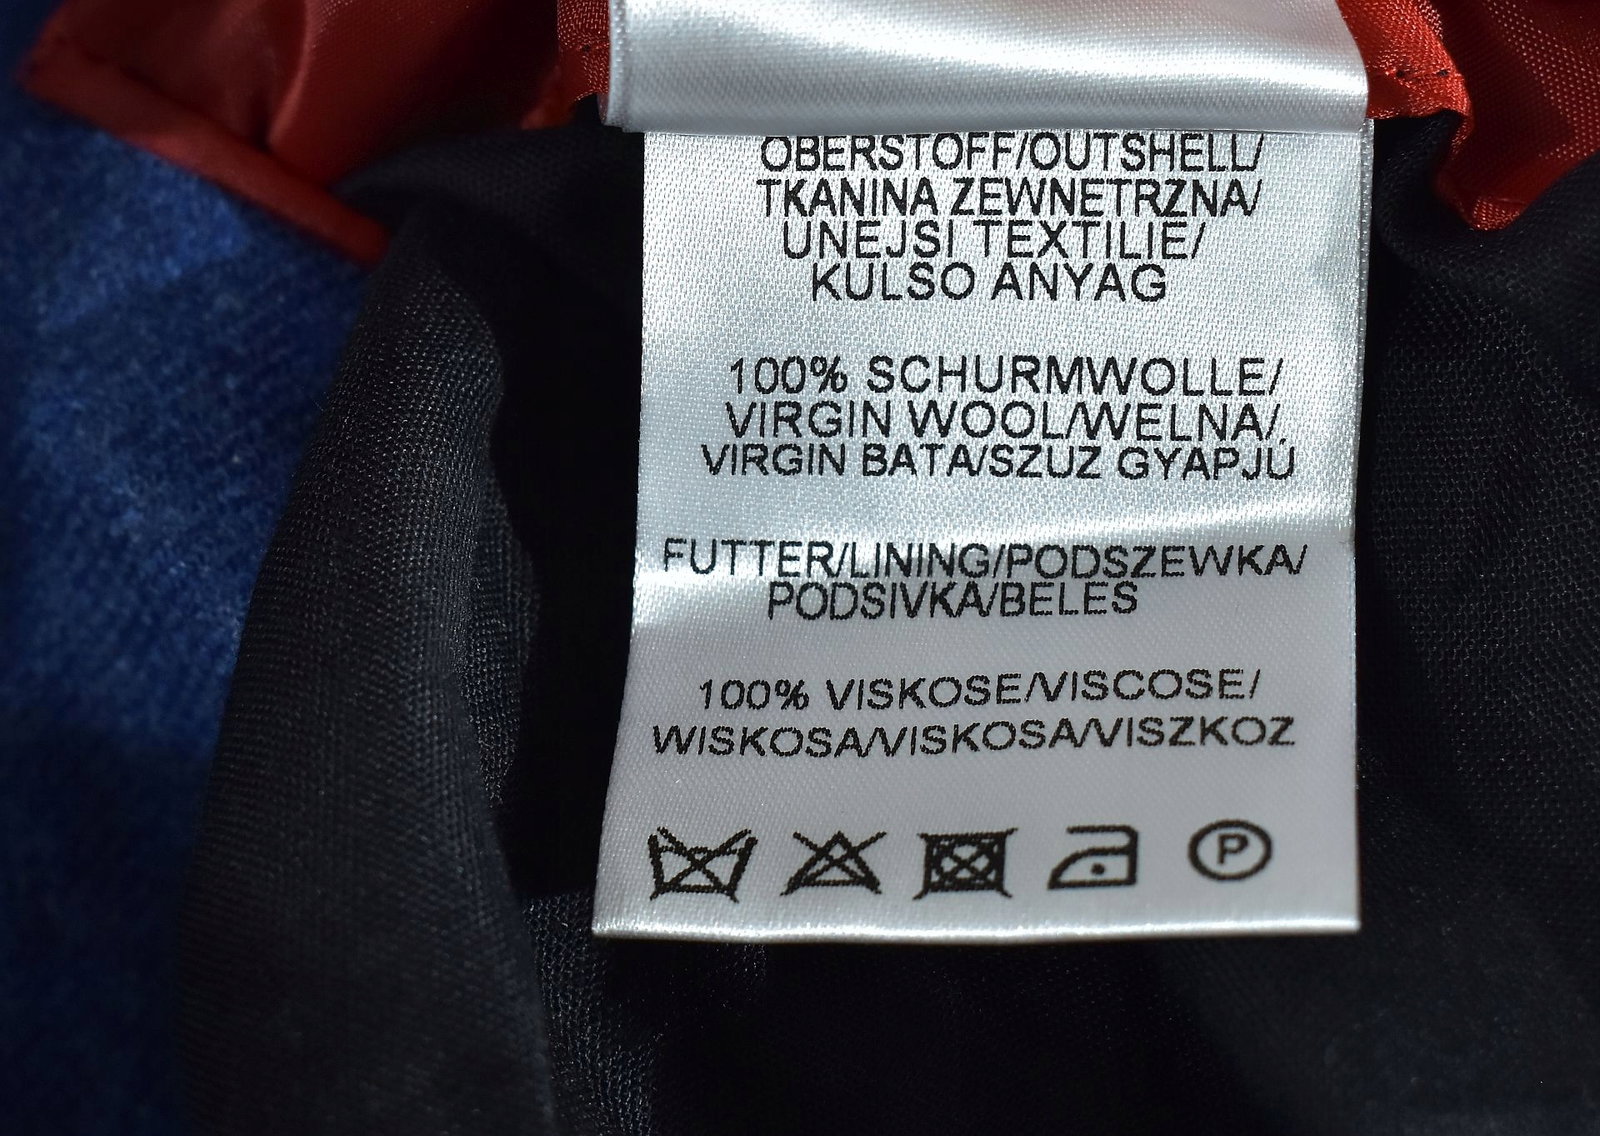 OBERSTOFF/OUTSHELL/
TKANINA ZEWNETRZNA/
UNEJSI TEXTILIE/
KULSO ANYAG
100% SCHURMWOLLE/
VIRGIN WOOL/WELNA/
VIRGIN BATA/SZUZ GYAPJÚ
FUTTER/LINING/PODSZEWKA/
PODSIVKA/BELES
100% VISKOSE/VISCOSE/
WISKOSA/VISKOSA/VISZKOZ
P